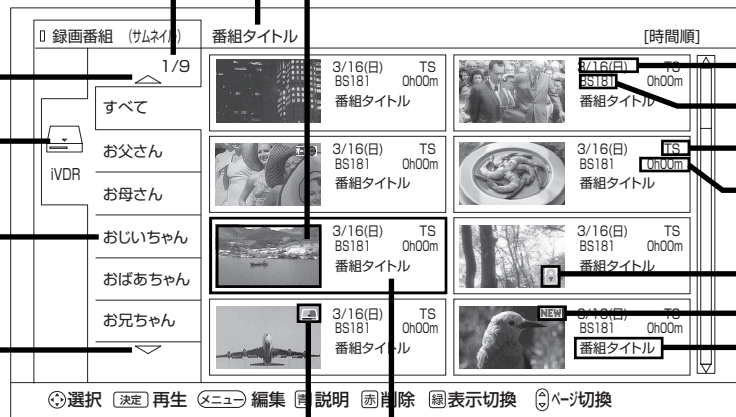 録画番組 (サムネイル)
番組タイトル
[時間順]
1/9
すべて
お父さん
お母さん
おじいちゃん
おばあちゃん
お兄ちゃん
iVDR
3/16(日) TS
BS181 0h00m
番組タイトル
3/16(日) TS
BS181 0h00m
番組タイトル
3/16(日) TS
BS181 0h00m
番組タイトル
3/16(日) TS
BS181 0h00m
番組タイトル
3/16(日) TS
BS181 0h00m
番組タイトル
3/16(日) TS
BS181 0h00m
番組タイトル
3/16(日) TS
BS181 0h00m
番組タイトル
NEW
3/16(日) TS
BS181 0h00m
番組タイトル
選択 決定 再生 メニュー 編集 青 説明 赤 削除 緑 表示切換 ページ切換